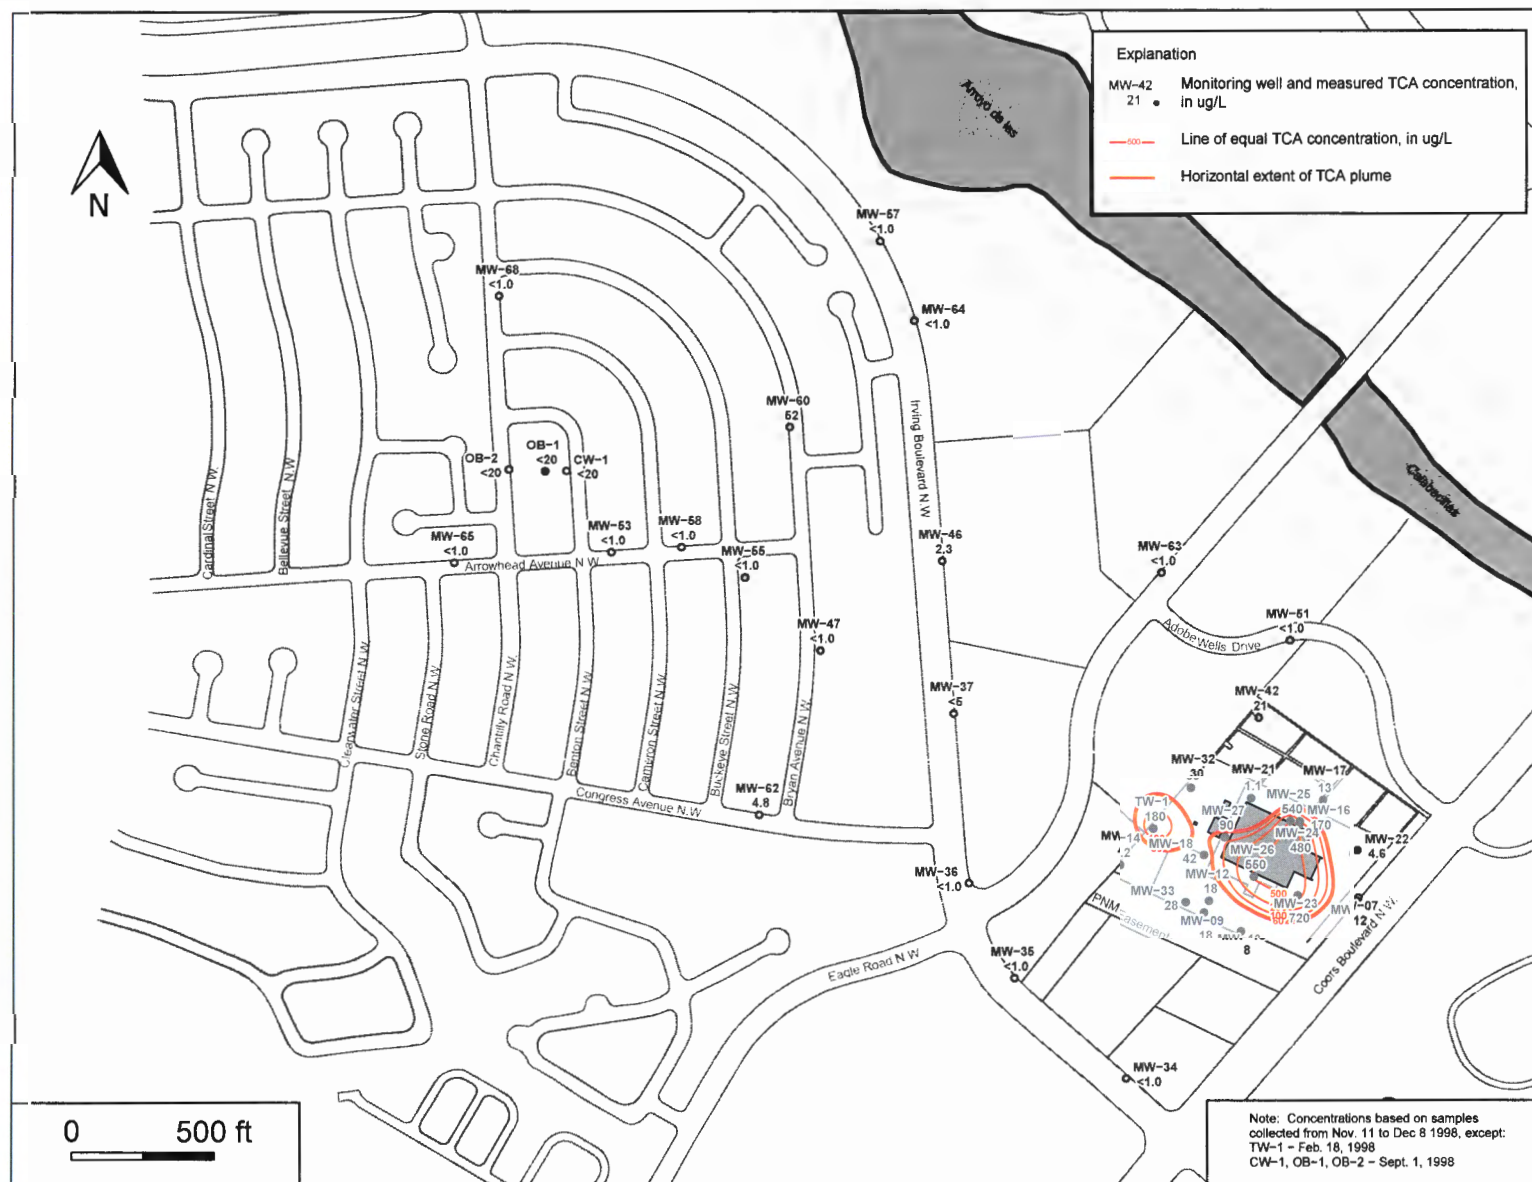 Explanation
MW-42
21
Monitoring well and measured TCA concentration,
in ug/L
500
Line of equal TCA concentration, in ug/L
Horizontal extent of TCA plume
N
Arroyo de las
Calabacillas
MW-57
<1.0
MW-68
<1.0
MW-64
<1.0
MW-60
52
Irving Boulevard N.W.
OB-1
<20
OB-2
<20
CW-1
<20
Cardinal Street N.W.
Bellevue Street N.W.
MW-65
<1.0
MW-53
<1.0
MW-58
<1.0
MW-55
<1.0
MW-46
2.3
MW-63
<1.0
Arrowhead Avenue N.W.
MW-51
<1.0
Adobe Wells Drive
MW-47
<1.0
MW-37
<5
MW-42
21
Clearwater Street N.W.
Stone Road N.W.
Chantilly Road N.W.
Benton Street N.W.
Cameron Street N.W.
Buckeye Street N.W.
Bryan Avenue N.W.
MW-62
4.8
Congress Avenue N.W.
MW-32
30
MW-21
1.1
MW-17
13
MW-25
540
MW-16
170
TW-1
180
MW-27
90
MW-24
480
MW-22
4.6
MW-14
2
MW-18
42
MW-26
550
MW-12
18
MW-33
28
MW-09
18
500
MW-23
720
MW-07
12
8
MW-36
<1.0
PNM Easement
MW-35
<1.0
Eagle Road N.W.
Coors Boulevard N.W.
MW-34
<1.0
0 500 ft
Note: Concentrations based on samples
collected from Nov. 11 to Dec 8 1998, except:
TW-1 - Feb. 18, 1998
CW-1, OB-1, OB-2 - Sept. 1, 1998